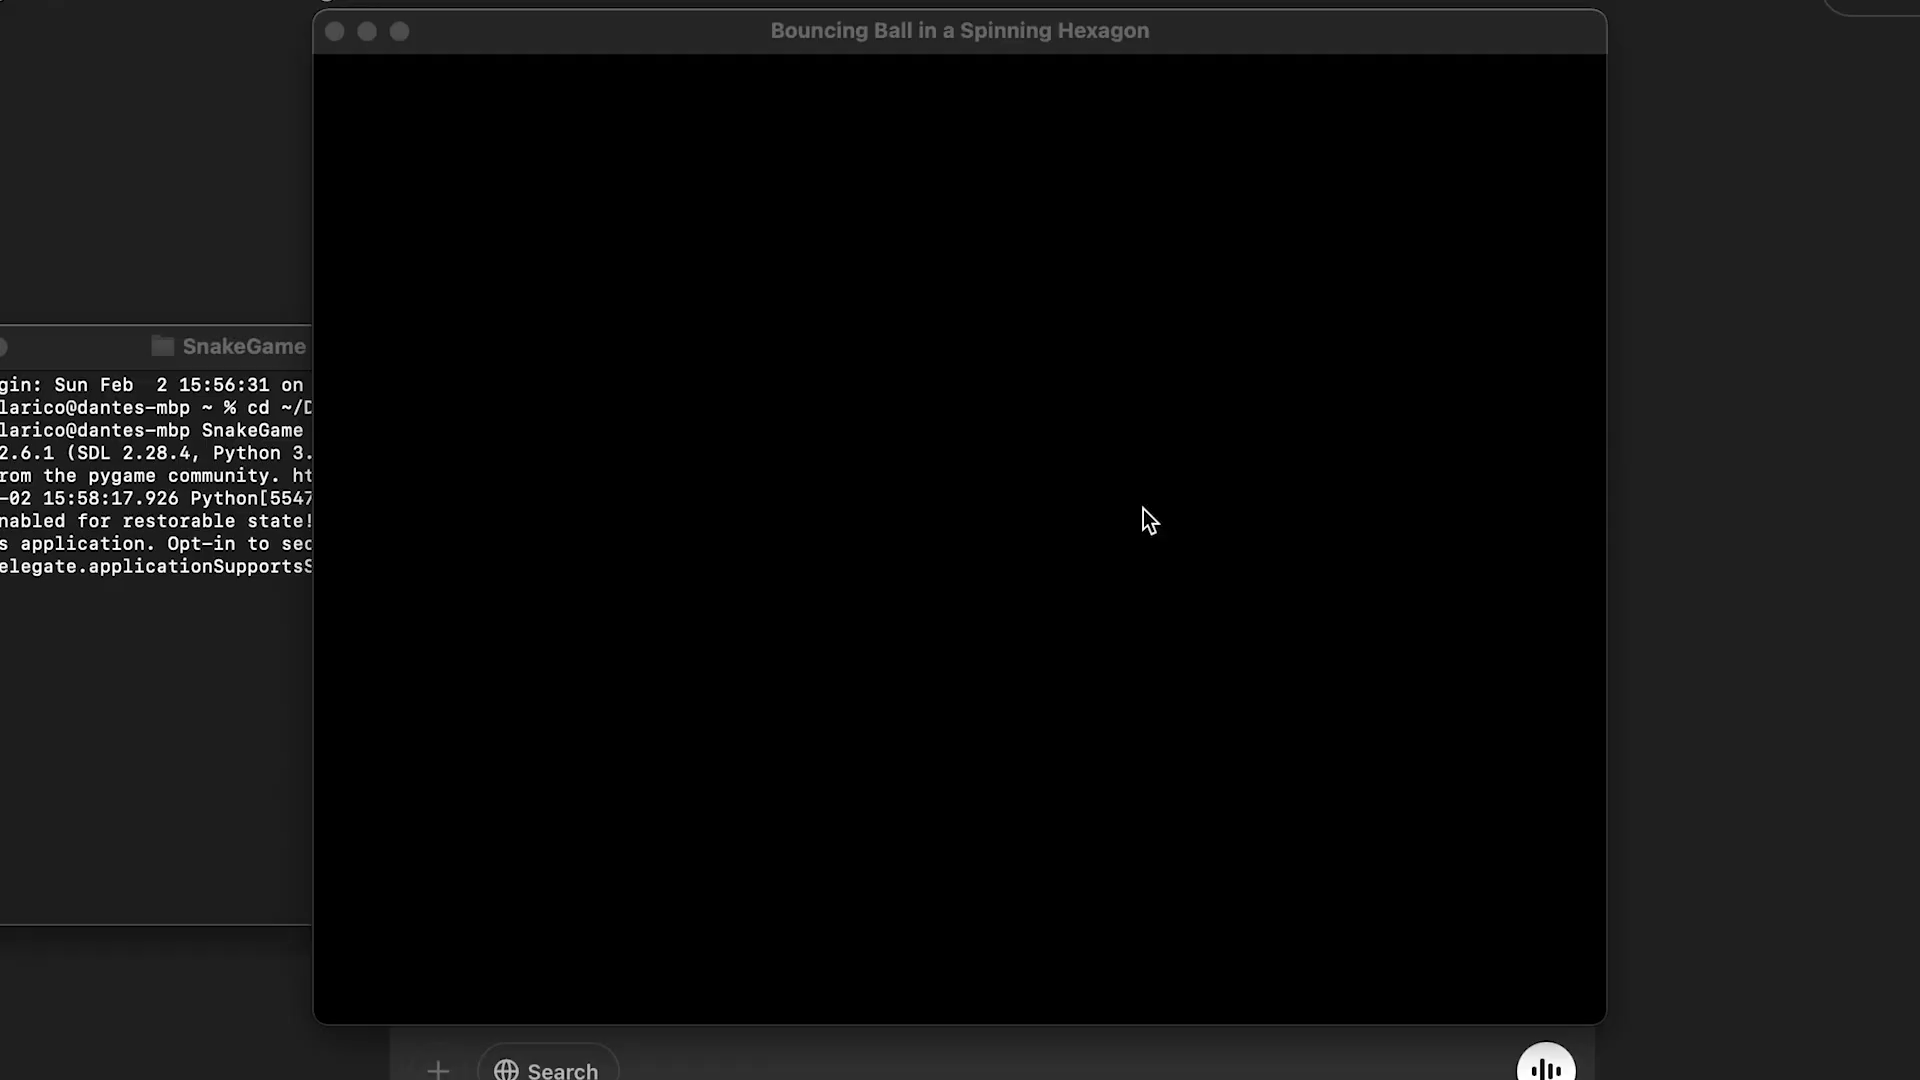 Bouncing Ball in a Spinning Hexagon
SnakeGame
gin: Sun Feb  2 15:56:31 on
larico@dantes-mbp ~ % cd ~/D
larico@dantes-mbp SnakeGame
2.6.1 (SDL 2.28.4, Python 3.
rom the pygame community. ht
-02 15:58:17.926 Python[5547
nabled for restorable state!
s application. Opt-in to sec
elegate.applicationSupportsS
Search